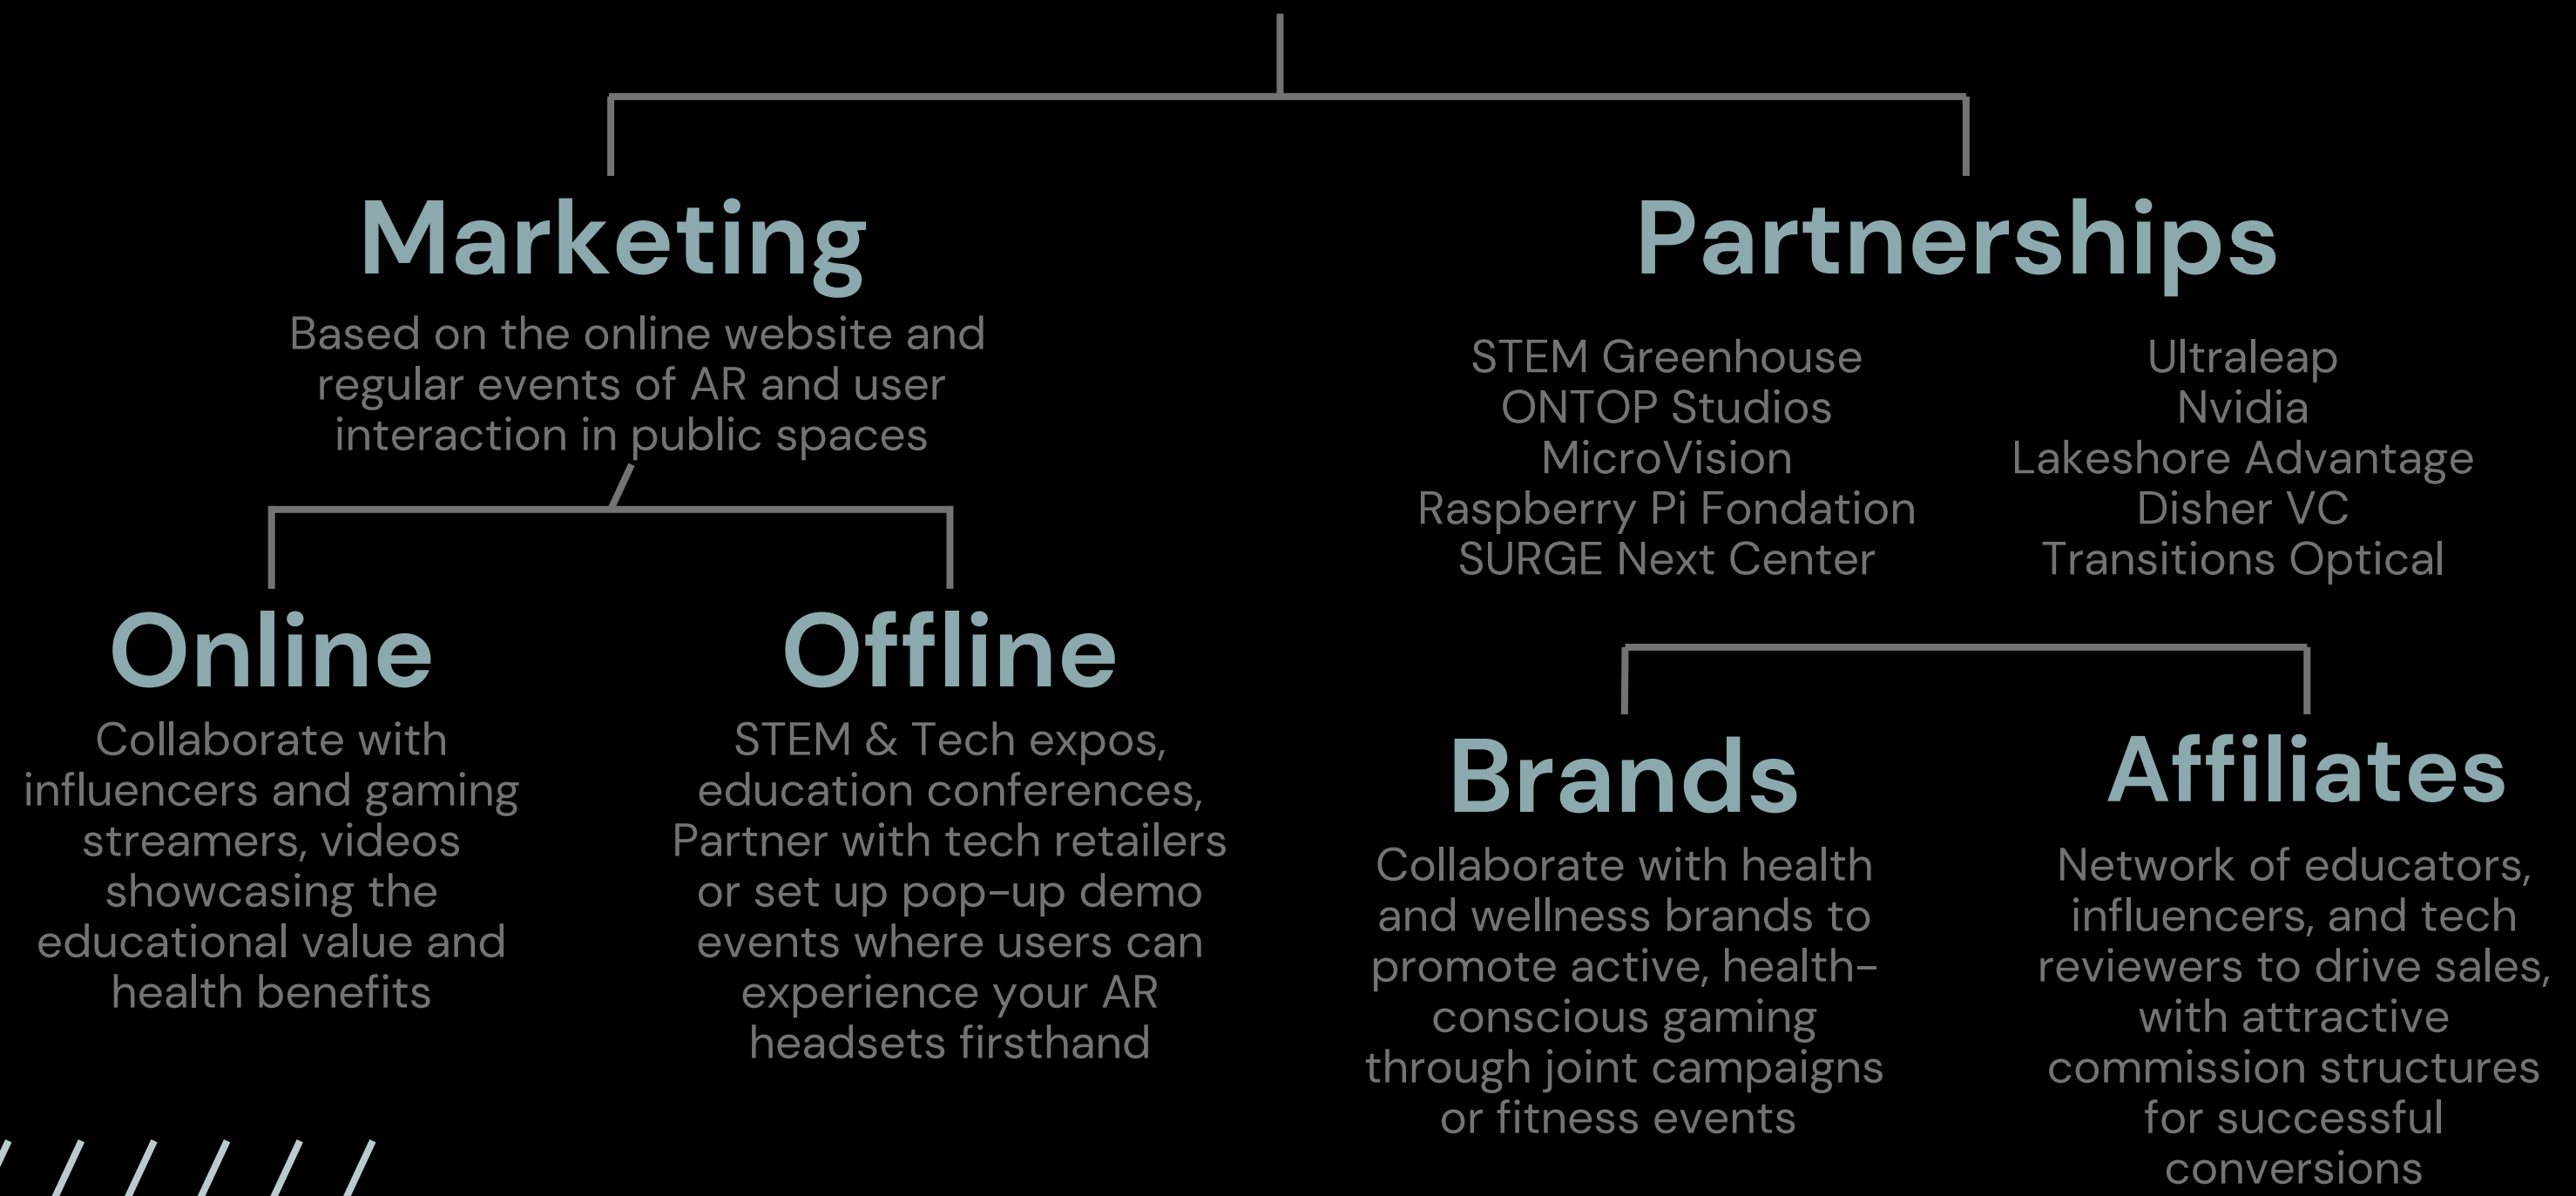 Marketing
Based on the online website and
regular events of AR and user
interaction in public spaces
Online
Collaborate with
influencers and gaming
streamers, videos
showcasing the
educational value and
health benefits
Offline
STEM & Tech expos,
education conferences,
Partner with tech retailers
or set up pop-up demo
events where users can
experience your AR
headsets firsthand
Partnerships
STEM Greenhouse
ONTOP Studios
MicroVision
Raspberry Pi Fondation
SURGE Next Center
Ultraleap
Nvidia
Lakeshore Advantage
Disher VC
Transitions Optical
Brands
Collaborate with health
and wellness brands to
promote active, health-
conscious gaming
through joint campaigns
or fitness events
Affiliates
Network of educators,
influencers, and tech
reviewers to drive sales,
with attractive
commission structures
for successful
conversions